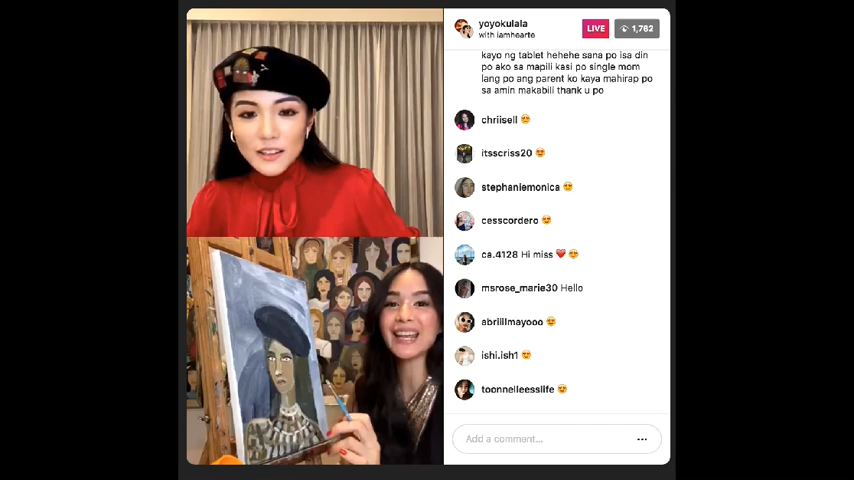 yoyokulala
with iamhearte
LIVE
1,762
kayo ng tablet hehehe sana po isa din
po ako sa mapili kasi po single mom
lang po ang parent ko kaya mahirap po
sa amin makabili thank u po
chriisell 😍
itsscriss20 😍
stephaniemonica 😍
cesscordero 😍
ca.4128 Hi miss ❤️😍
msrose_marie30 Hello
abriillmayooo 😍
ishi.ish1 😍
toonnelleesslife 😍
Add a comment...